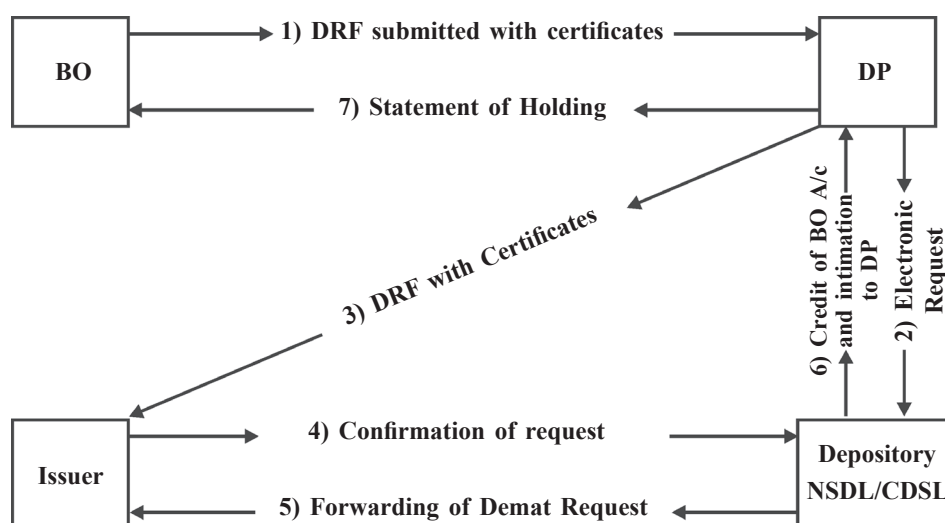 1) DRF submitted with certificates
BO
DP
7) Statement of Holding
3) DRF with Certificates
6) Credit of BO A/c
and intimation
to DP
2) Electronic
Request
4) Confirmation of request
Issuer
Depository
NSDL/CDSL
5) Forwarding of Demat Request